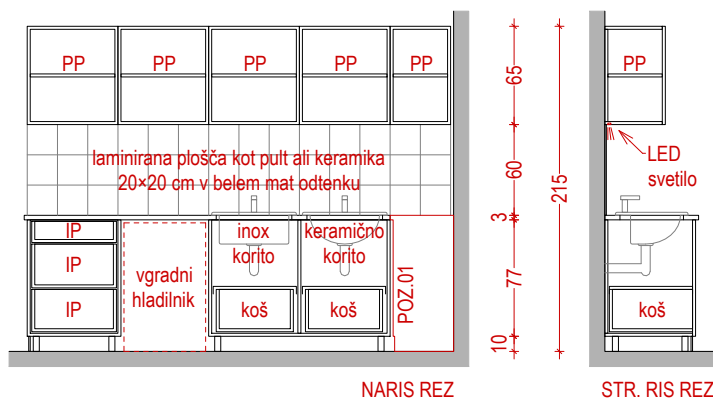 PP PP PP PP PP
laminirana plošča kot pult ali keramika
20×20 cm v belem mat odtenku
IP
IP
IP
vgradni
hladilnik
inox
korito
keramično
korito
koš
koš
POZ.01
NARIS REZ
65
60
3
77
10
215
PP
LED
svetilo
koš
STR. RIS REZ